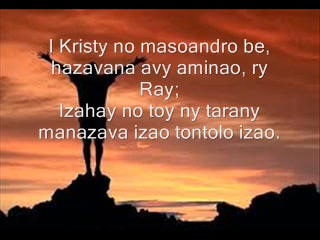 I Kristy no masoandro be,
hazavana avy aminao, ry
Ray;
Izahay no toy ny tarany
manazava izao tontolo izao.